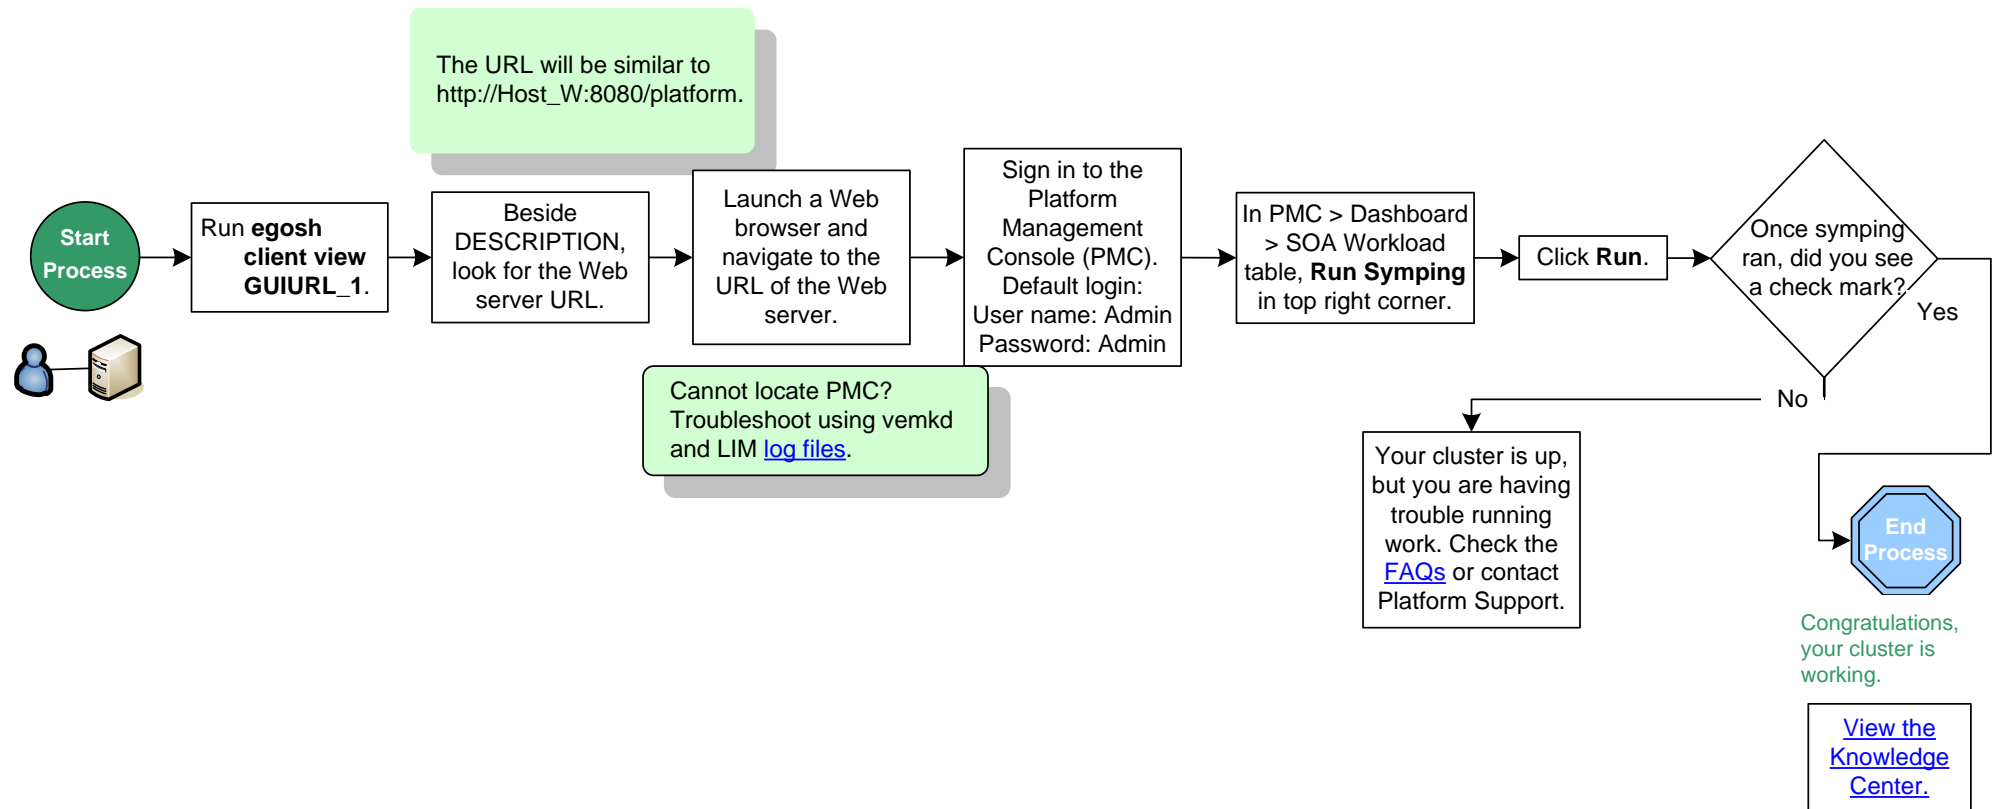 The URL will be similar to
http://Host_W:8080/platform.
Start
Process
Run egosh
client view
GUIURL_1.
Beside
DESCRIPTION,
look for the Web
server URL.
Launch a Web
browser and
navigate to the
URL of the Web
server.
Cannot locate PMC?
Troubleshoot using vemkd
and LIM log files.
Sign in to the
Platform
Management
Console (PMC).
Default login:
User name: Admin
Password: Admin
In PMC > Dashboard
> SOA Workload
table, Run Symping
in top right corner.
Click Run.
Once symping
ran, did you see
a check mark?
Yes
No
Your cluster is up,
but you are having
trouble running
work. Check the
FAQs or contact
Platform Support.
End
Process
Congratulations,
your cluster is
working.
View the
Knowledge
Center.